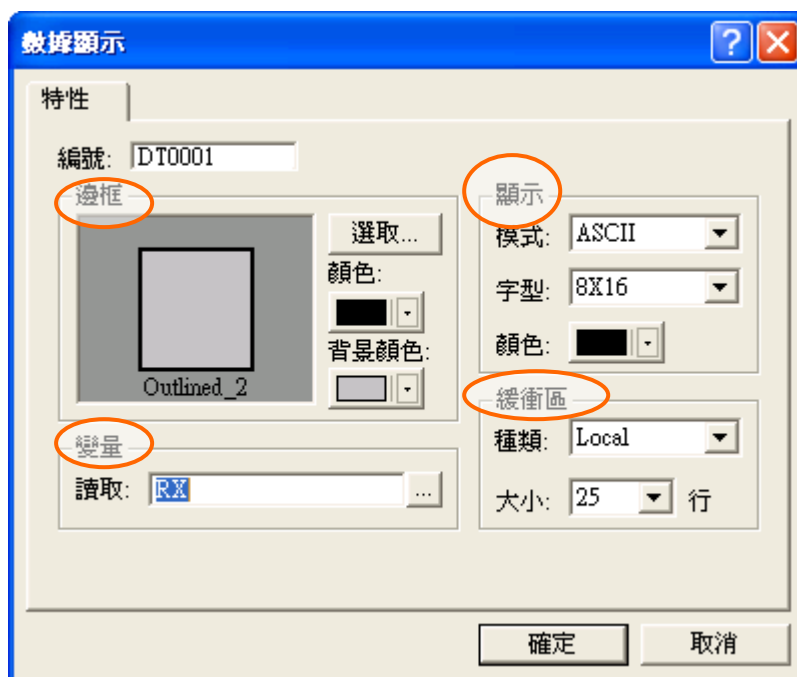 數據顯示
特性
編號: DT0001
邊框
選取...
顏色:
背景顏色:
Outlined_2
變量
讀取: RX ...
顯示
模式: ASCII
字型: 8X16
顏色:
緩衝區
種類: Local
大小: 25 行
確定 取消